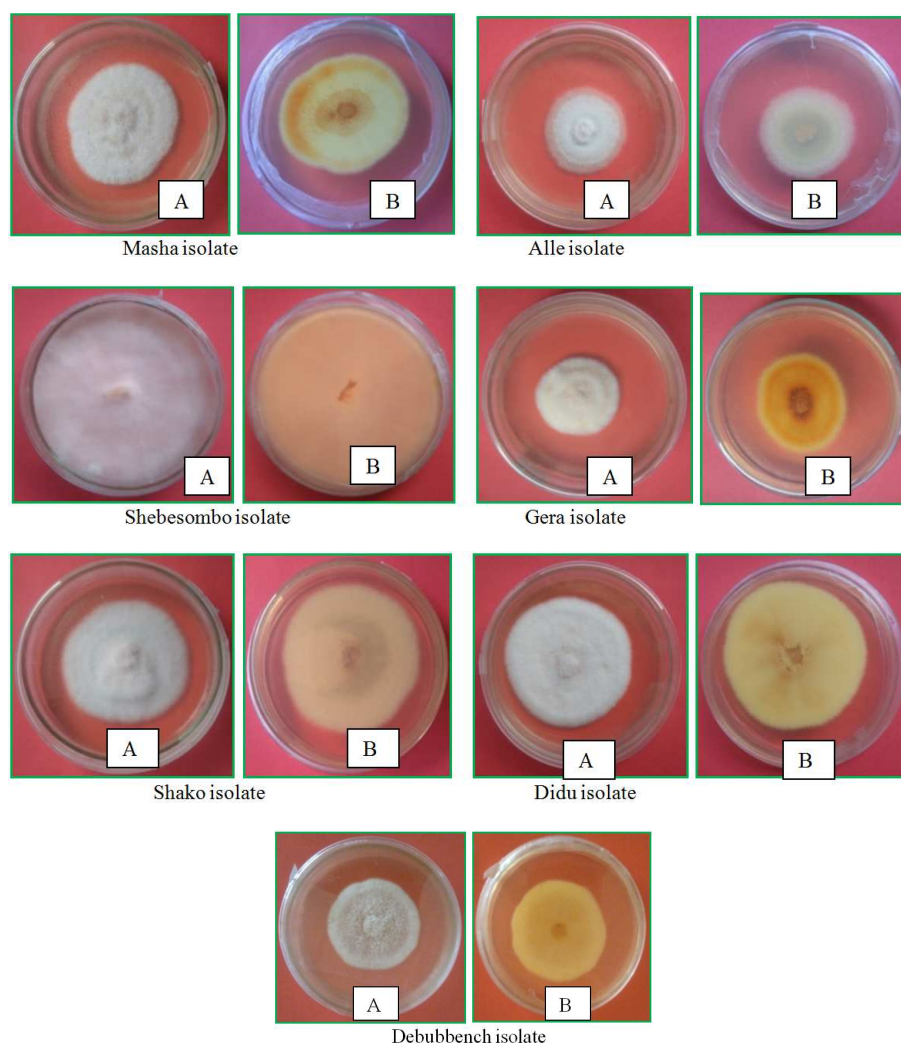 A B A B
Masha isolate Alle isolate
A B A B
Shebesombo isolate Gera isolate
A B A B
Shako isolate Didu isolate
A B
Debubbench isolate